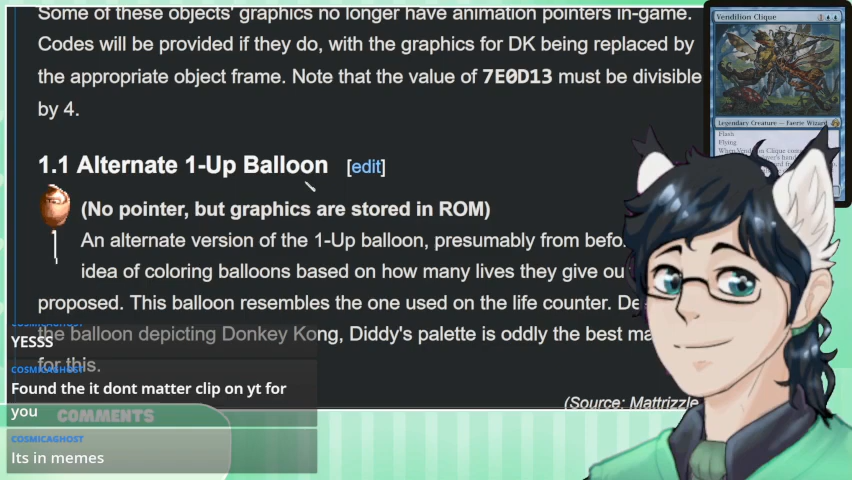 Some of these objects' graphics no longer have animation pointers in-game.
Codes will be provided if they do, with the graphics for DK being replaced by
the appropriate object frame. Note that the value of 7E0D13 must be divisible
by 4.
1.1 Alternate 1-Up Balloon [edit]
(No pointer, but graphics are stored in ROM)
An alternate version of the 1-Up balloon, presumably from
idea of coloring balloons based on how many lives they give
proposed. This balloon resembles the one used on the life counter.
the balloon depicting Donkey Kong, Diddy's palette is oddly the best
for this.
(Source: Mattrizzle
COSMICAGHOST
YESSS
COSMICAGHOST
Found the it dont matter clip on yt for
you
COMMENTS
COSMICAGHOST
Its in memes
Vendilion Clique
Legendary Creature — Faerie Wizard
Flash
Flying